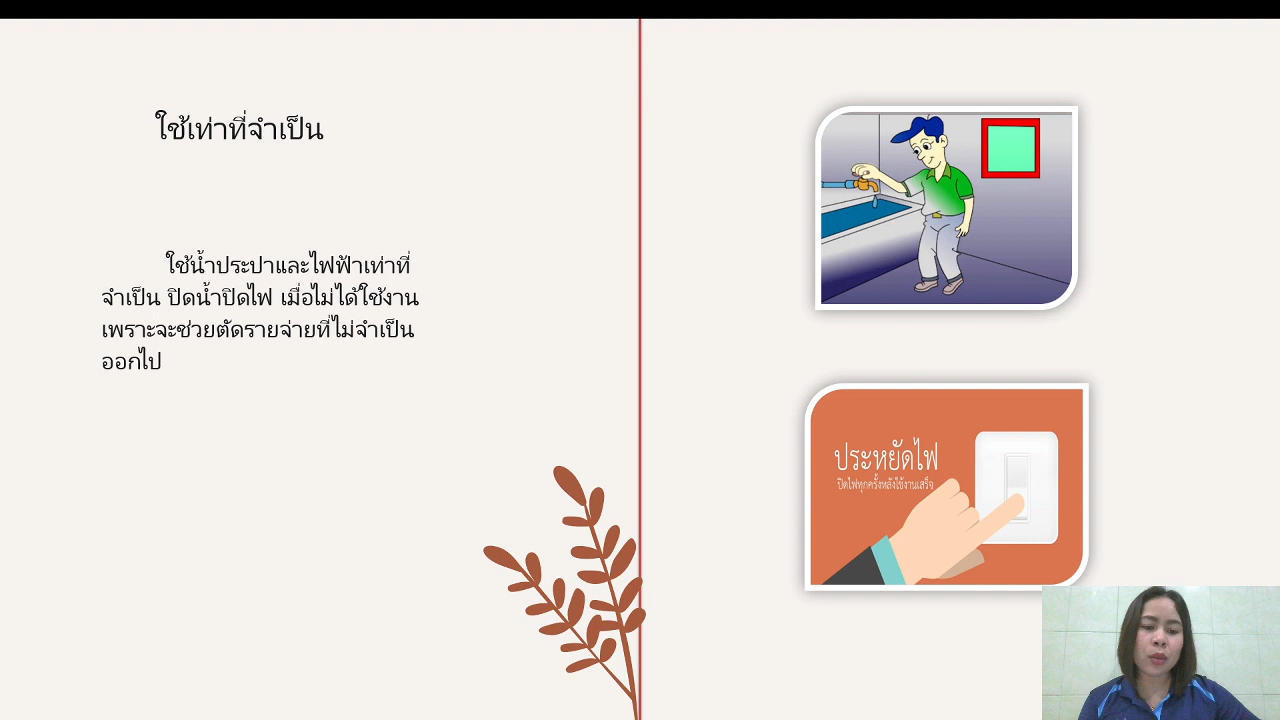 ใช้เท่าที่จำเป็น
ใช้น้ำประปาและไฟฟ้าเท่าที่
จำเป็น ปิดน้ำปิดไฟ เมื่อไม่ได้ใช้งาน
เพราะจะช่วยตัดรายจ่ายที่ไม่จำเป็น
ออกไป
ประหยัดไฟ
ปิดไฟทุกครั้งหลังใช้งานเสร็จ